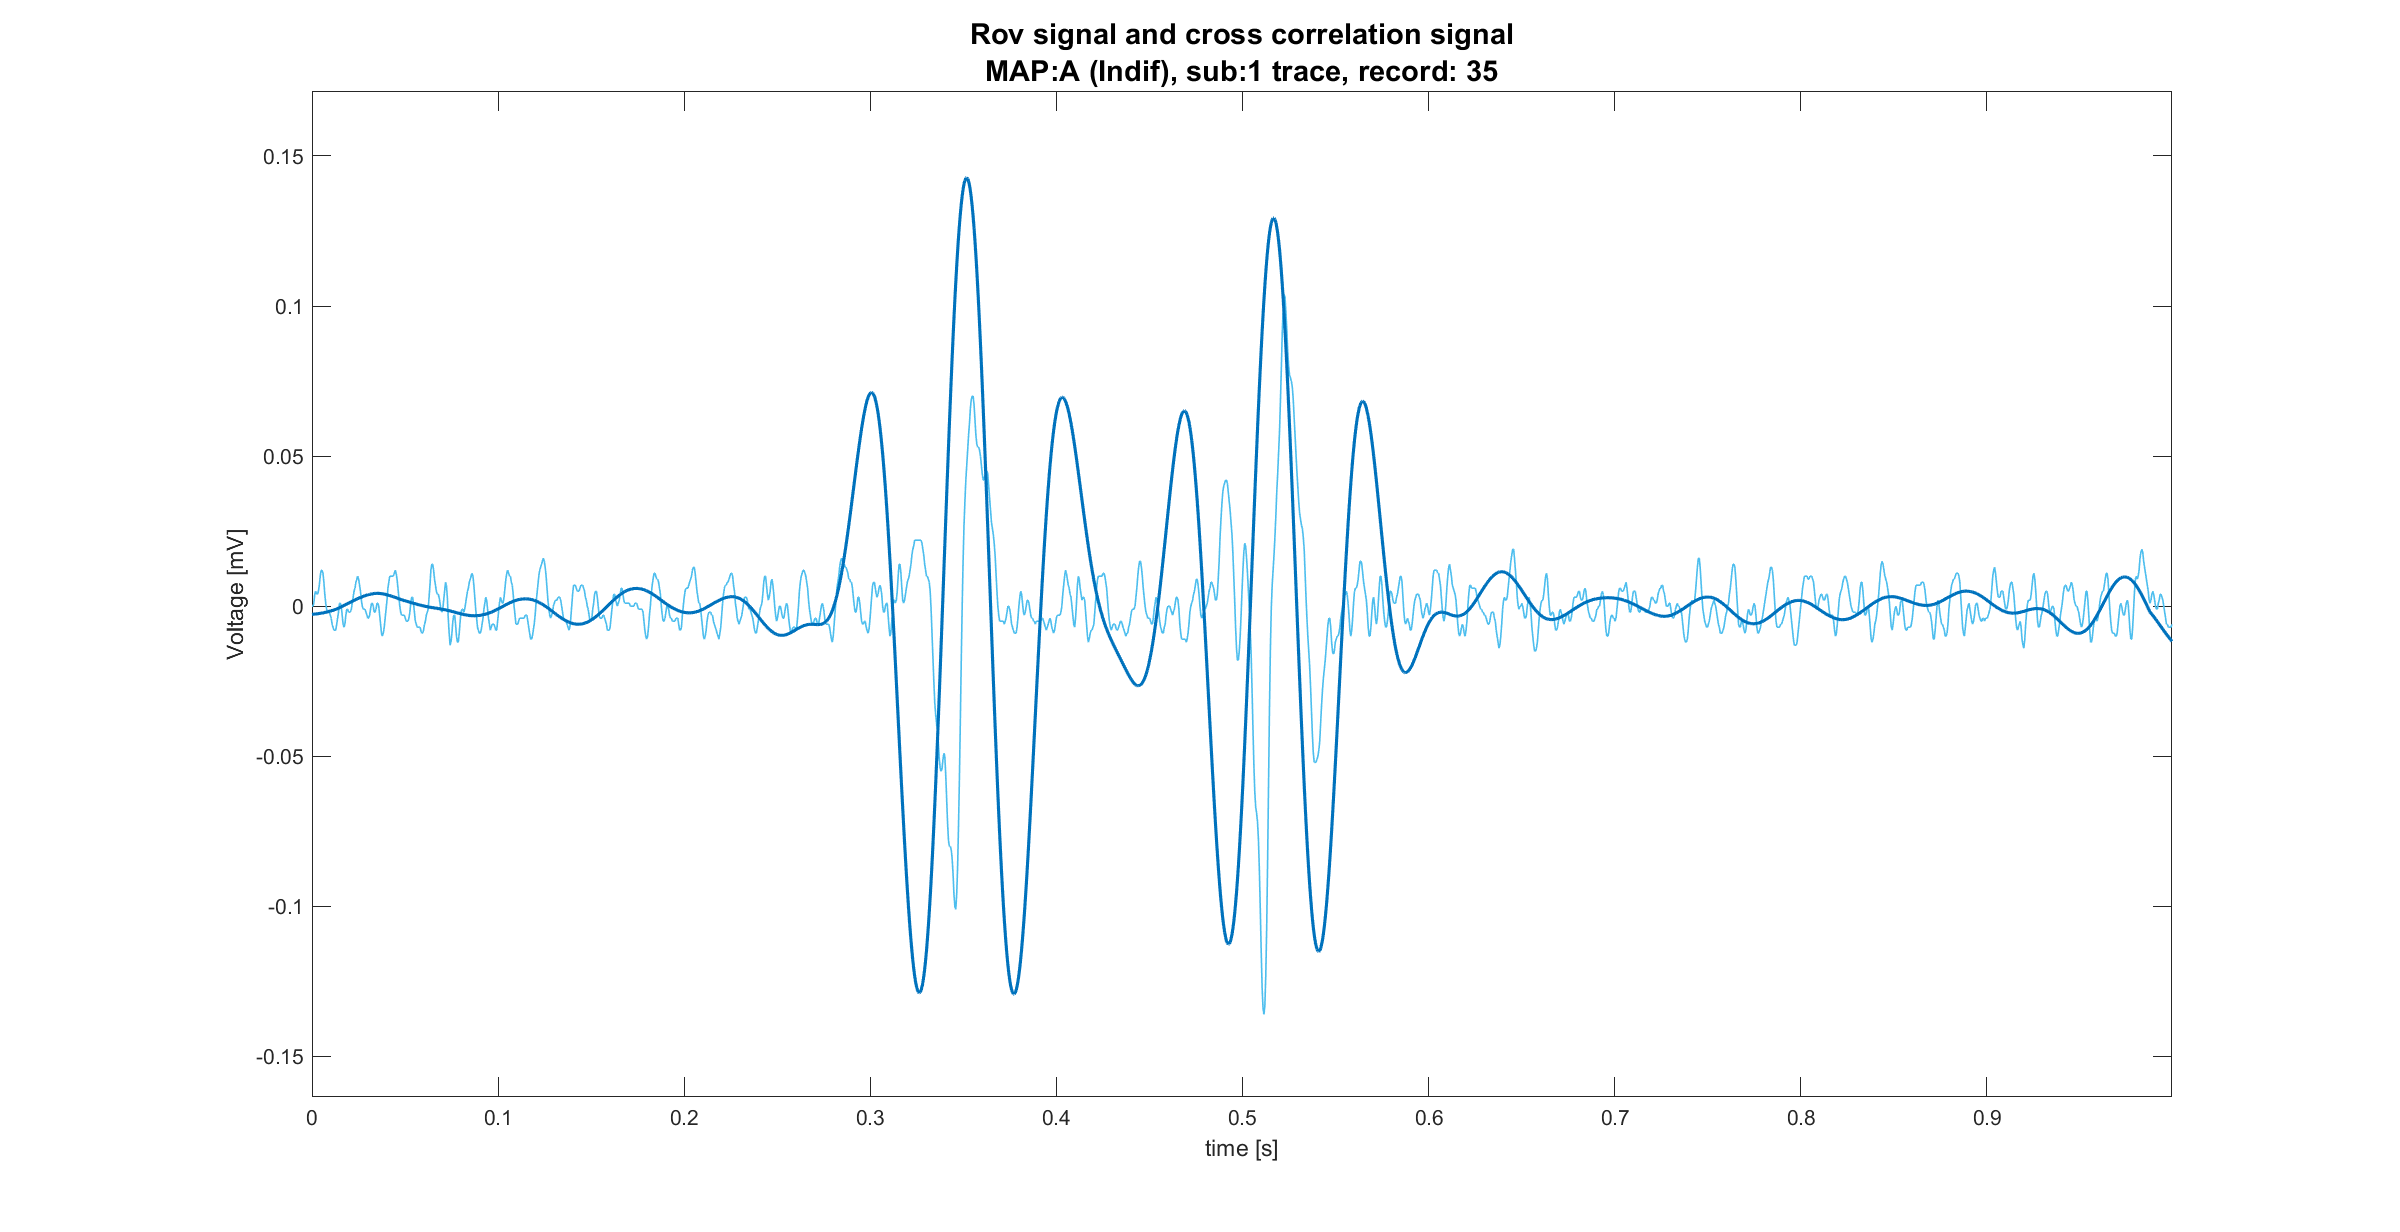 Rov signal and cross correlation signal
MAP:A (Indif), sub:1 trace, record: 35
0.15
0.1
0.05
0
-0.05
-0.1
-0.15
Voltage [mV]
0 0.1 0.2 0.3 0.4 0.5 0.6 0.7 0.8 0.9
time [s]